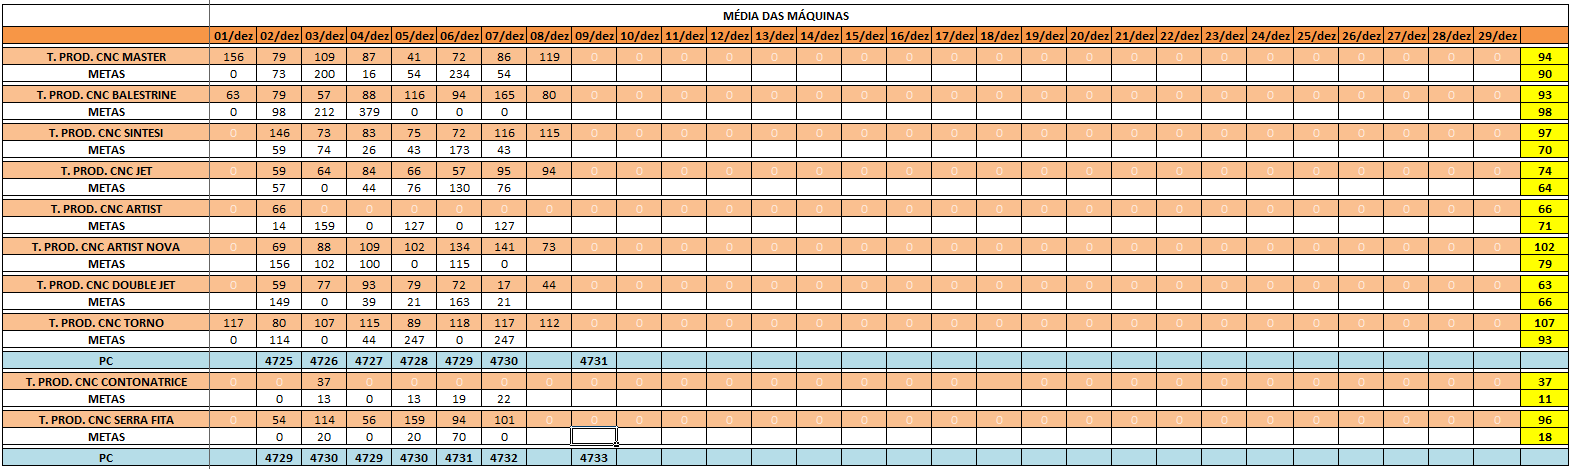 MÉDIA DAS MÁQUINAS
01/dez 02/dez 03/dez 04/dez 05/dez 06/dez 07/dez 08/dez 09/dez 10/dez 11/dez 12/dez 13/dez 14/dez 15/dez 16/dez 17/dez 18/dez 19/dez 20/dez 21/dez 22/dez 23/dez 24/dez 25/dez 26/dez 27/dez 28/dez 29/dez
T. PROD. CNC MASTER 156 79 109 87 41 72 86 119 0 0 0 0 0 0 0 0 0 0 0 0 0 0 0 0 0 0 0 0 0 94
METAS 0 73 200 16 54 234 54 90
T. PROD. CNC BALESTRINE 63 79 57 88 116 94 165 80 0 0 0 0 0 0 0 0 0 0 0 0 0 0 0 0 0 0 0 0 0 93
METAS 0 98 212 379 0 0 0 98
T. PROD. CNC SINTESI 0 146 73 83 75 72 116 115 0 0 0 0 0 0 0 0 0 0 0 0 0 0 0 0 0 0 0 0 0 97
METAS 59 74 26 43 173 43 70
T. PROD. CNC JET 0 59 64 84 66 57 95 94 0 0 0 0 0 0 0 0 0 0 0 0 0 0 0 0 0 0 0 0 0 74
METAS 57 0 44 76 130 76 64
T. PROD. CNC ARTIST 0 66 0 0 0 0 0 0 0 0 0 0 0 0 0 0 0 0 0 0 0 0 0 0 0 0 0 0 0 66
METAS 14 159 0 127 0 127 71
T. PROD. CNC ARTIST NOVA 0 69 88 109 102 134 141 73 0 0 0 0 0 0 0 0 0 0 0 0 0 0 0 0 0 0 0 0 0 102
METAS 156 102 100 0 115 0 79
T. PROD. CNC DOUBLE JET 0 59 77 93 79 72 17 44 0 0 0 0 0 0 0 0 0 0 0 0 0 0 0 0 0 0 0 0 0 63
METAS 149 0 39 21 163 21 66
T. PROD. CNC TORNO 117 80 107 115 89 118 117 112 0 0 0 0 0 0 0 0 0 0 0 0 0 0 0 0 0 0 0 0 0 107
METAS 0 114 0 44 247 0 247 93
PC 4725 4726 4727 4728 4729 4730 4731
T. PROD. CNC CONTONATRICE 0 0 37 0 0 0 0 0 0 0 0 0 0 0 0 0 0 0 0 0 0 0 0 0 0 0 0 0 0 37
METAS 0 13 0 13 19 22 11
T. PROD. CNC SERRA FITA 0 54 114 56 159 94 101 0 0 0 0 0 0 0 0 0 0 0 0 0 0 0 0 0 0 0 0 0 0 96
METAS 0 20 0 20 70 0 18
PC 4729 4730 4729 4730 4731 4732 4733